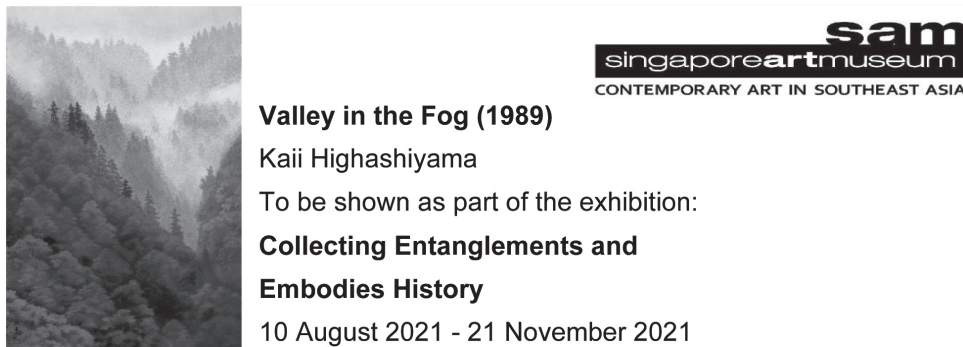 sam
singaporeartmuseum
CONTEMPORARY ART IN SOUTHEAST ASIA
Valley in the Fog (1989)
Kaii Highashiyama
To be shown as part of the exhibition:
Collecting Entanglements and
Embodies History
10 August 2021 - 21 November 2021